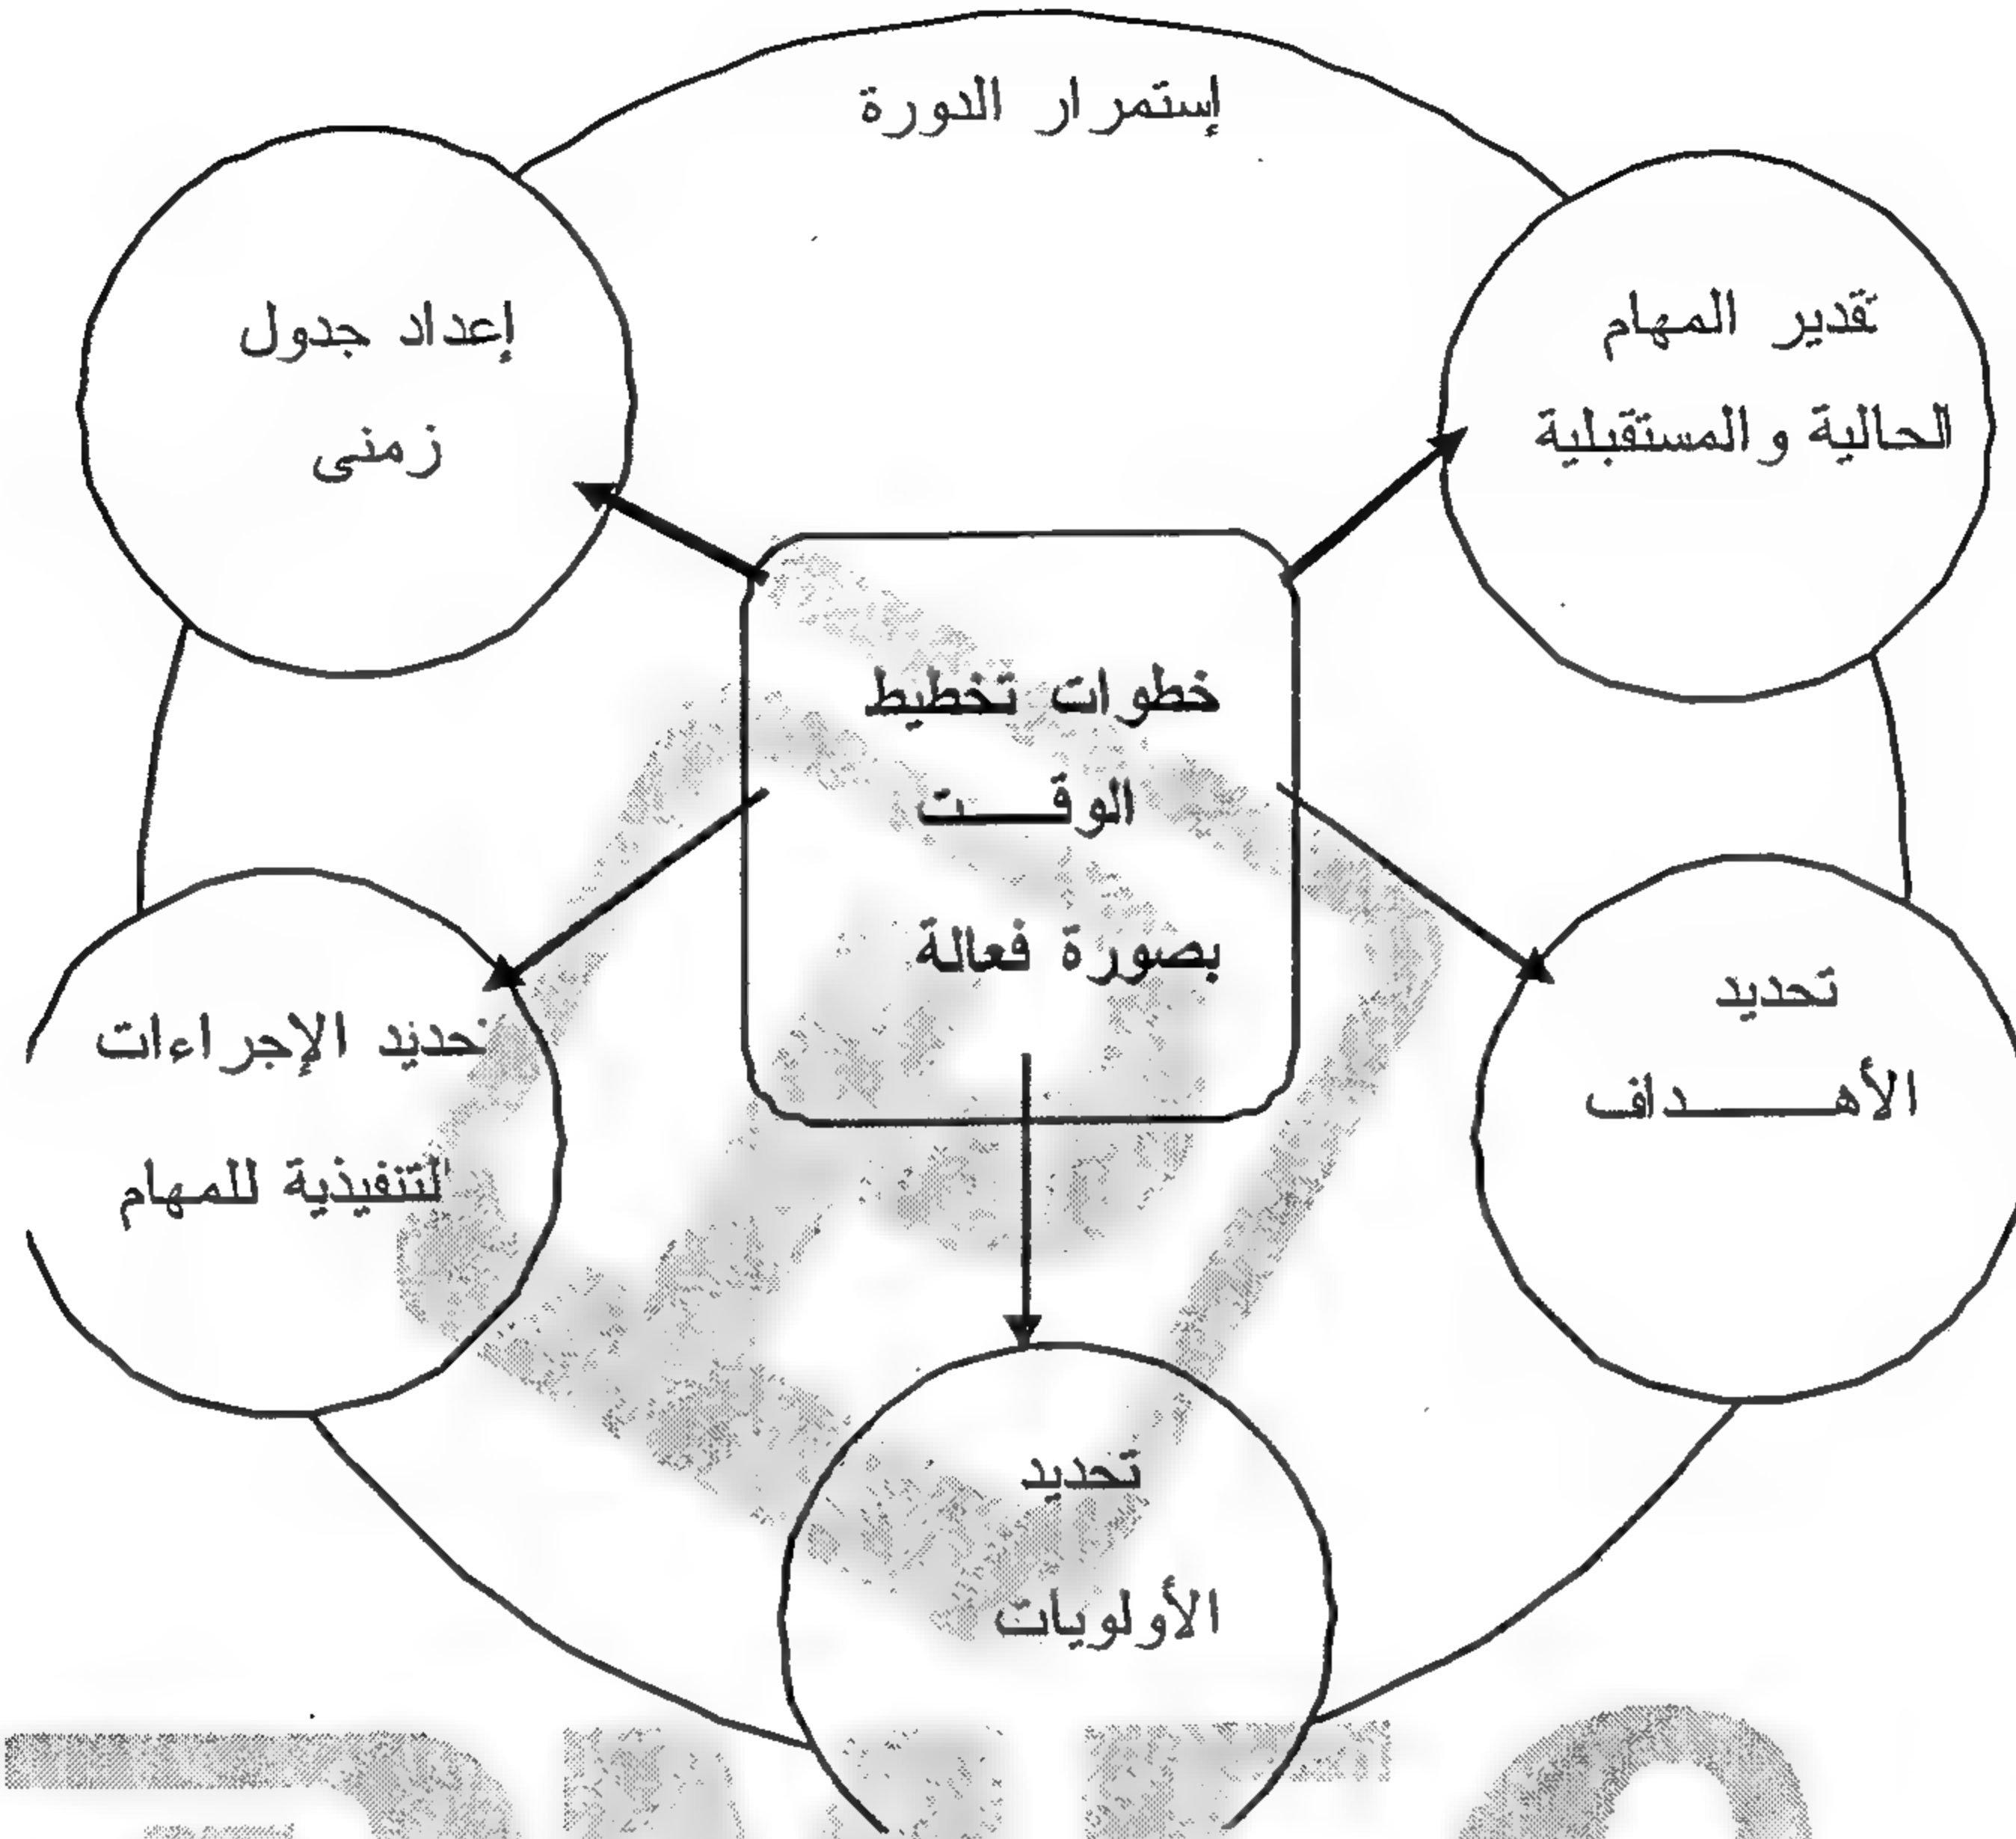 إستمرار الدورة
تقدير المهام
الحالية والمستقبلية
إعداد جدول
زمنى
خطوات تخطيط
الوقـــت
بصورة فعالة
تحديد
الأهـــــــداف
تحديد الإجراءات
التنفيذية للمهام
تحديد
الأولويات